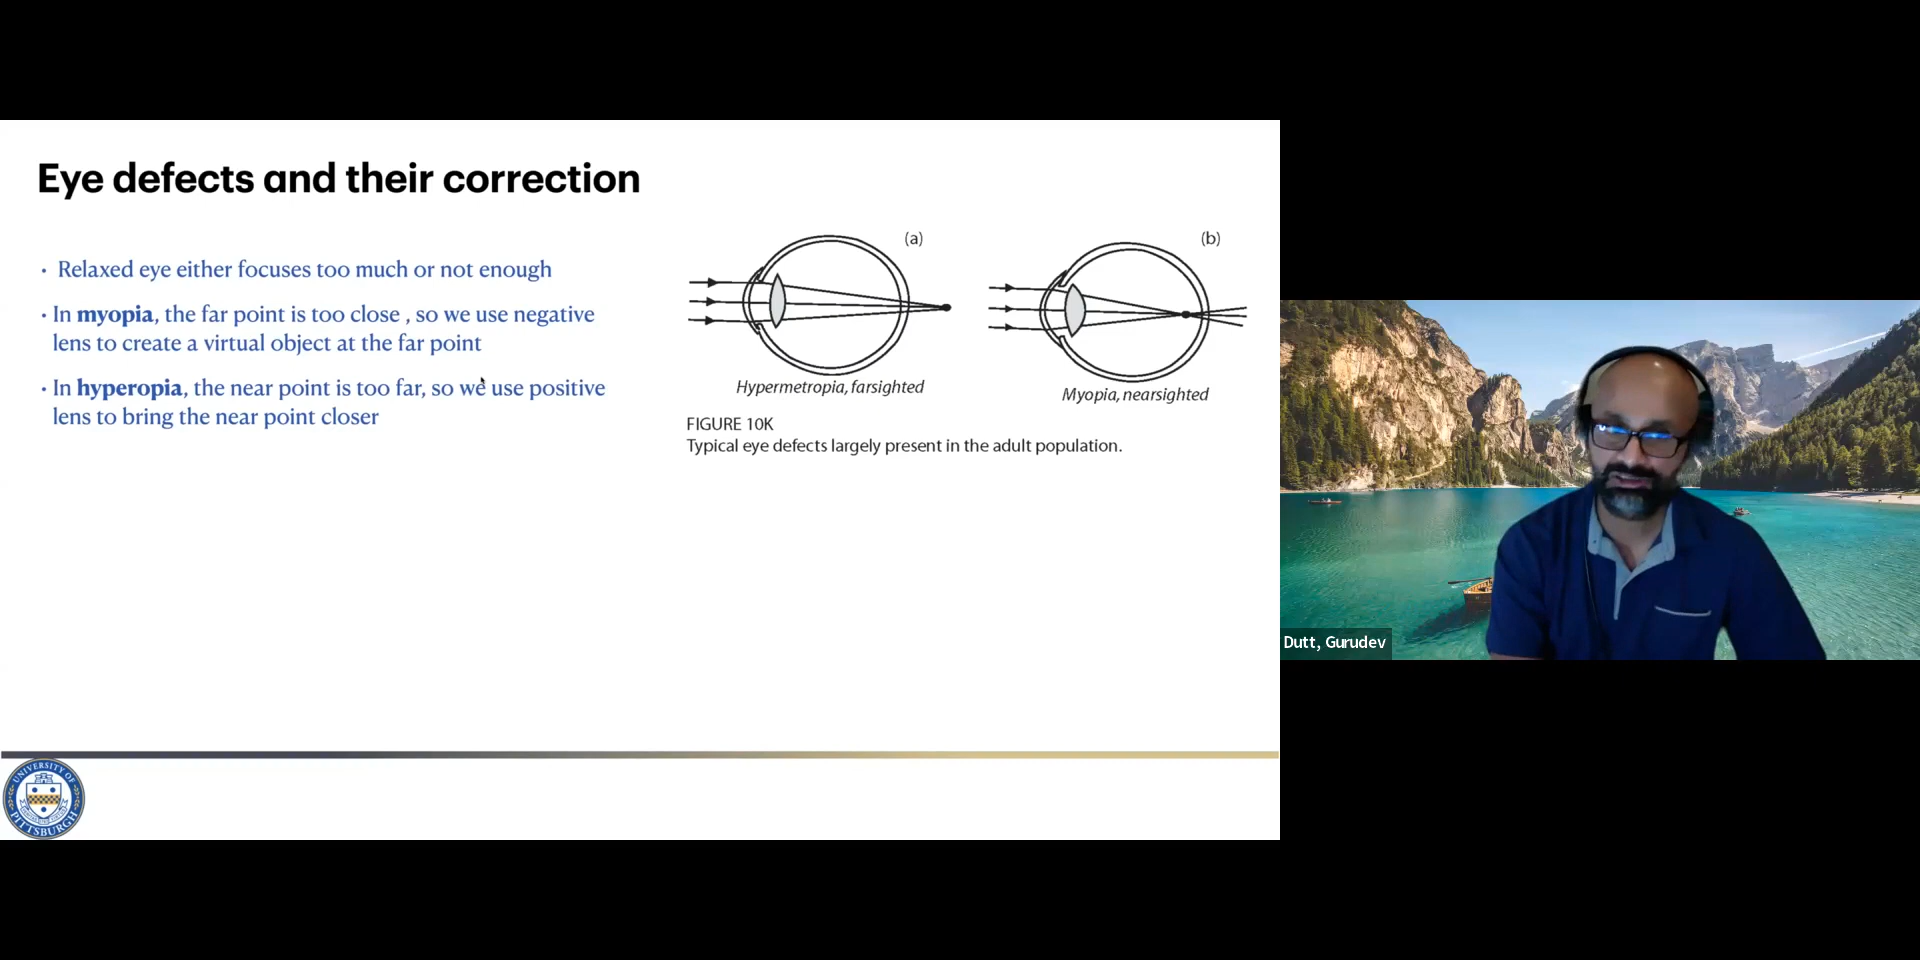 Eye defects and their correction
• Relaxed eye either focuses too much or not enough
• In myopia, the far point is too close , so we use negative
lens to create a virtual object at the far point
• In hyperopia, the near point is too far, so we use positive
lens to bring the near point closer
(a)
(b)
Hypermetropia, farsighted
Myopia, nearsighted
FIGURE 10K
Typical eye defects largely present in the adult population.
Dutt, Gurudev
UNIVERSITY OF
PITTSBURGH